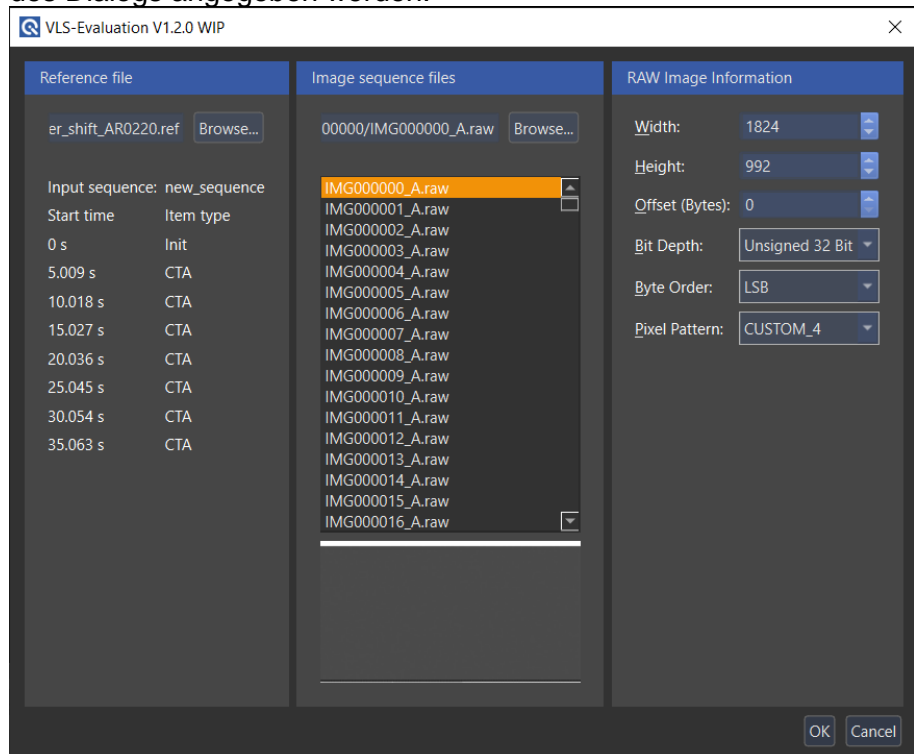 des Dialogs angegeben werden.
VLS-Evaluation V1.2.0 WIP
Reference file
er_shift_AR0220.ref Browse...
Input sequence: new_sequence
Start time Item type
0 s Init
5.009 s CTA
10.018 s CTA
15.027 s CTA
20.036 s CTA
25.045 s CTA
30.054 s CTA
35.063 s CTA
Image sequence files
00000/IMG000000_A.raw Browse...
IMG000000_A.raw
IMG000001_A.raw
IMG000002_A.raw
IMG000003_A.raw
IMG000004_A.raw
IMG000005_A.raw
IMG000006_A.raw
IMG000007_A.raw
IMG000008_A.raw
IMG000009_A.raw
IMG000010_A.raw
IMG000011_A.raw
IMG000012_A.raw
IMG000013_A.raw
IMG000014_A.raw
IMG000015_A.raw
IMG000016_A.raw
RAW Image Information
Width: 1824
Height: 992
Offset (Bytes): 0
Bit Depth: Unsigned 32 Bit
Byte Order: LSB
Pixel Pattern: CUSTOM_4
OK Cancel